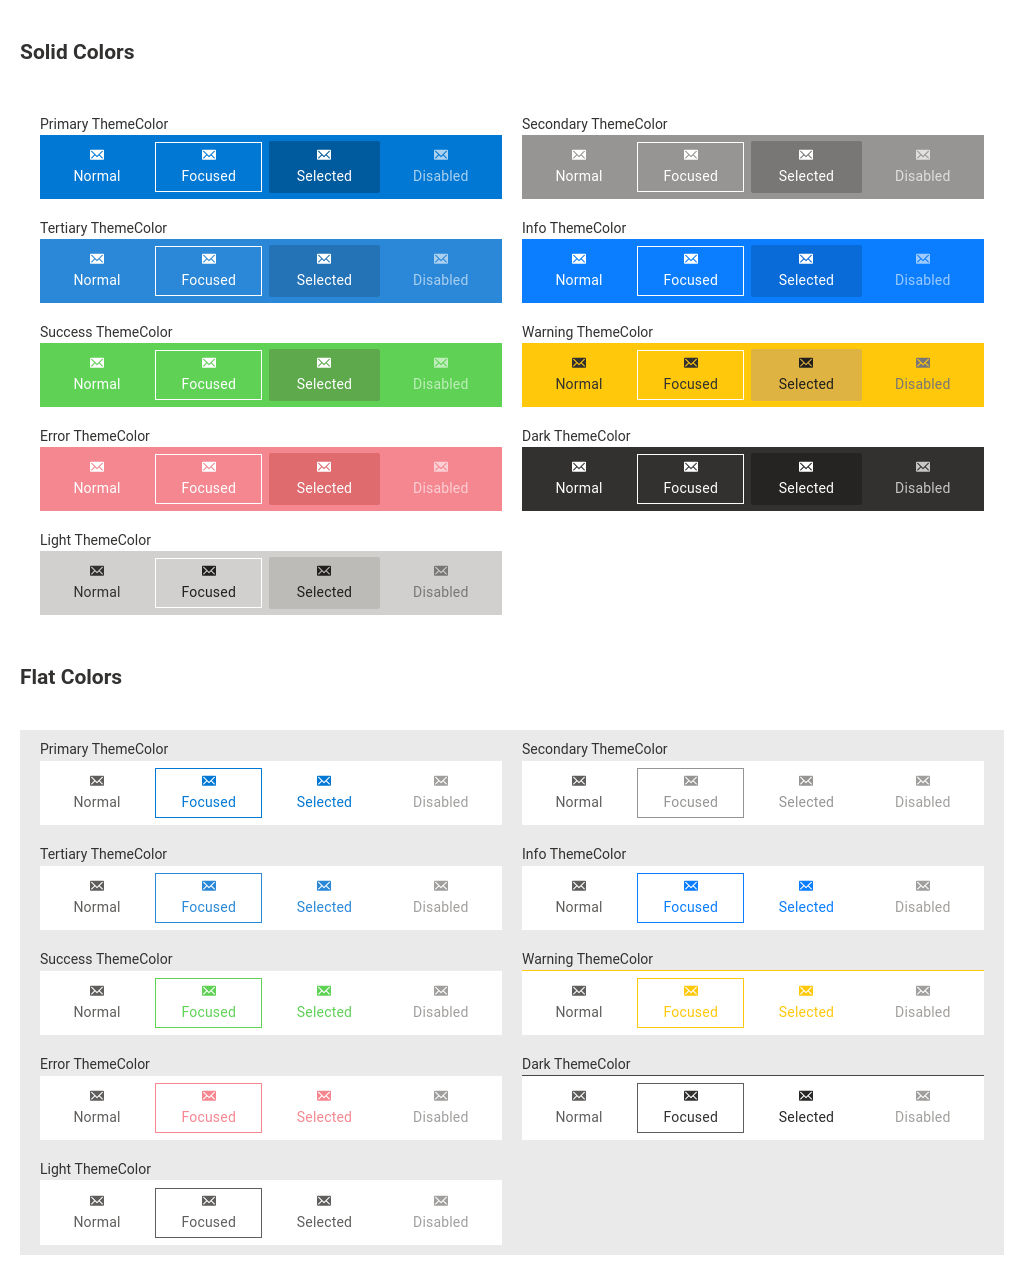 Solid Colors
Primary ThemeColor
Normal Focused Selected Disabled
Secondary ThemeColor
Normal Focused Selected Disabled
Tertiary ThemeColor
Normal Focused Selected Disabled
Info ThemeColor
Normal Focused Selected Disabled
Success ThemeColor
Normal Focused Selected Disabled
Warning ThemeColor
Normal Focused Selected Disabled
Error ThemeColor
Normal Focused Selected Disabled
Dark ThemeColor
Normal Focused Selected Disabled
Light ThemeColor
Normal Focused Selected Disabled
Flat Colors
Primary ThemeColor
Normal Focused Selected Disabled
Secondary ThemeColor
Normal Focused Selected Disabled
Tertiary ThemeColor
Normal Focused Selected Disabled
Info ThemeColor
Normal Focused Selected Disabled
Success ThemeColor
Normal Focused Selected Disabled
Warning ThemeColor
Normal Focused Selected Disabled
Error ThemeColor
Normal Focused Selected Disabled
Dark ThemeColor
Normal Focused Selected Disabled
Light ThemeColor
Normal Focused Selected Disabled